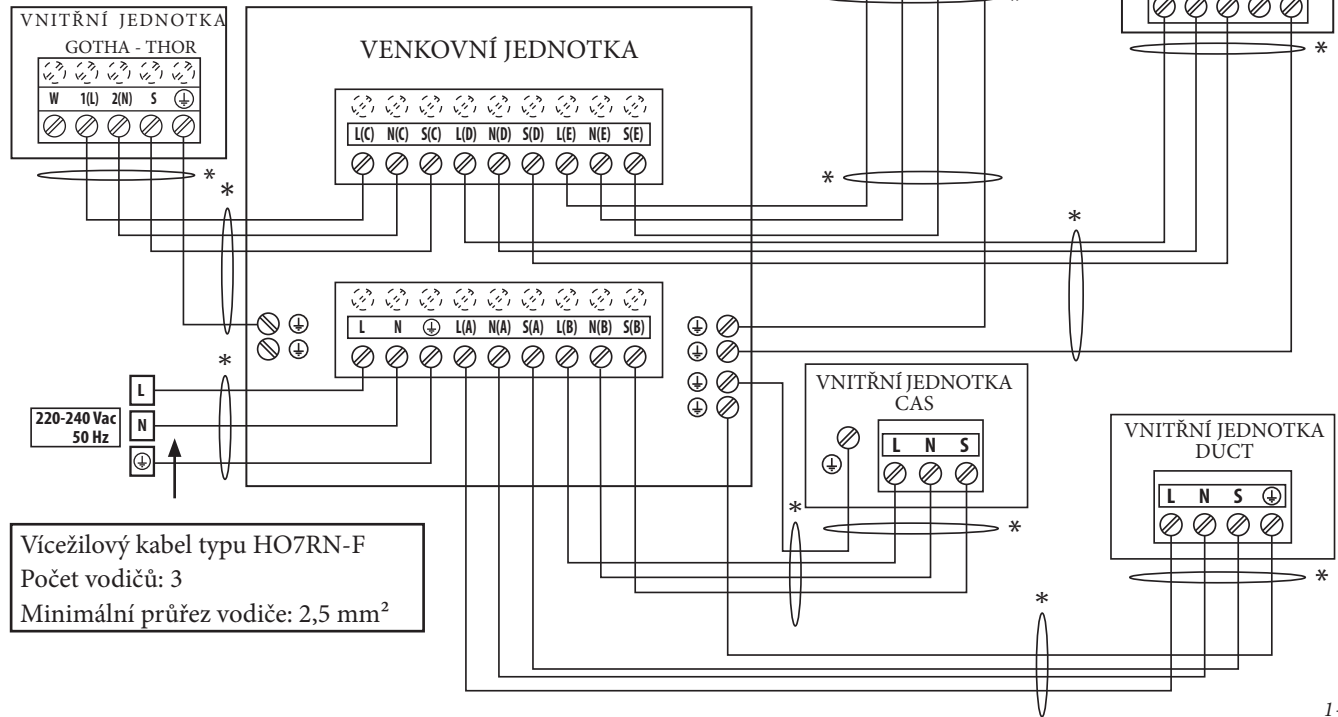 VNITŘNÍ JEDNOTKA
GOTHA - THOR
W 1(L) 2(N) S
*
*
VENKOVNÍ JEDNOTKA
L(C) N(C) S(C) L(D) N(D) S(D) L(E) N(E) S(E)
*
*
*
L N L(A) N(A) S(A) L(B) N(B) S(B)
*
L
220-240 Vac
50 Hz
N
VNITŘNÍ JEDNOTKA
CAS
L N S
*
*
VNITŘNÍ JEDNOTKA
DUCT
L N S
*
*
Vícežilový kabel typu HO7RN-F
Počet vodičů: 3
Minimální průřez vodiče: 2,5 mm²